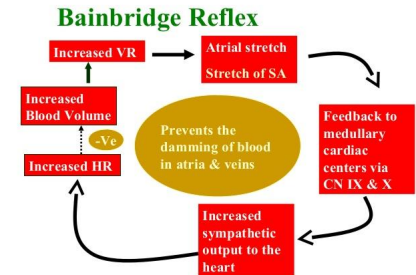 Bainbridge Reflex
Increased VR
Atrial stretch
Stretch of SA
Increased
Blood Volume
-Ve
Increased HR
Prevents the
damming of blood
in atria & veins
Feedback to
medullary
cardiac
centers via
CN IX & X
Increased
sympathetic
output to the
heart